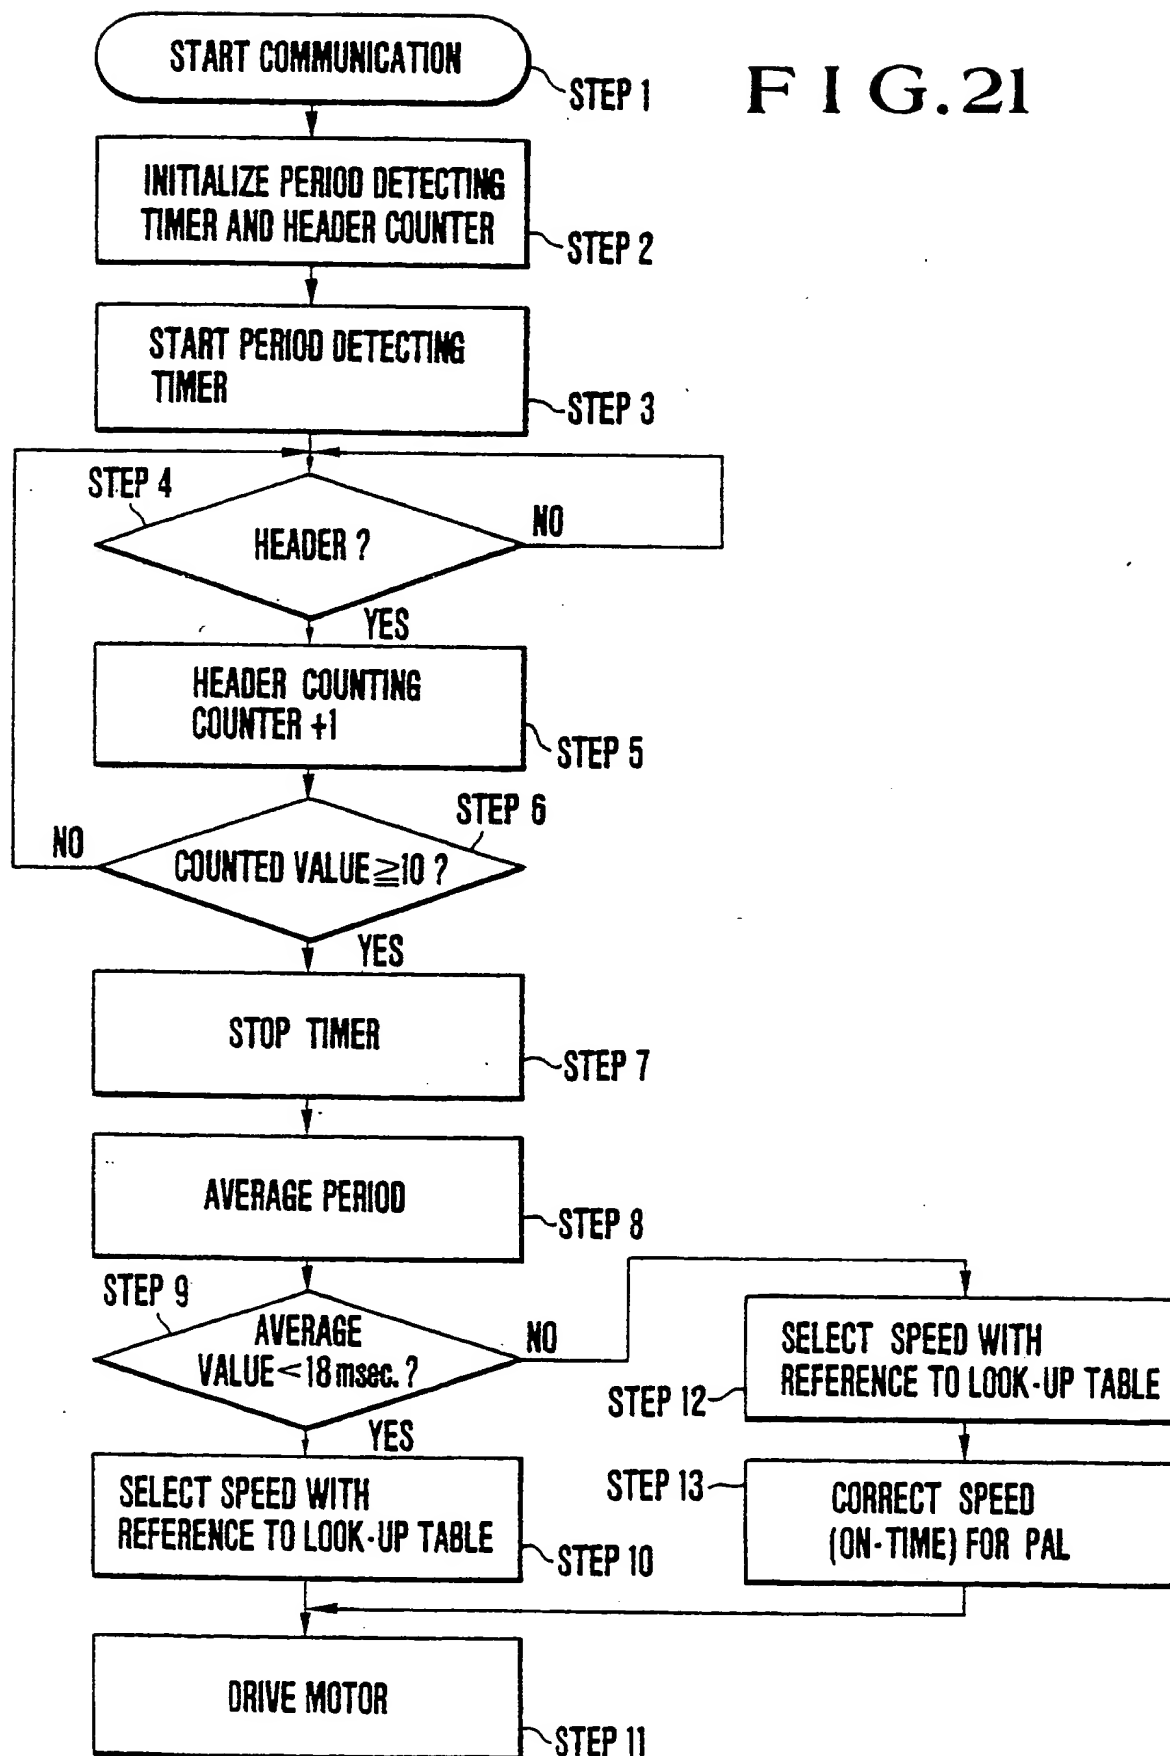 START COMMUNICATION
STEP 1
FIG.21
INITIALIZE PERIOD DETECTING
TIMER AND HEADER COUNTER
STEP 2
START PERIOD DETECTING
TIMER
STEP 3
STEP 4
HEADER ?
NO
YES
HEADER COUNTING
COUNTER +1
STEP 5
STEP 6
NO
COUNTED VALUE ≧10 ?
YES
STOP TIMER
STEP 7
AVERAGE PERIOD
STEP 8
STEP 9
AVERAGE
VALUE < 18 msec. ?
NO
YES
SELECT SPEED WITH
REFERENCE TO LOOK-UP TABLE
STEP 12
SELECT SPEED WITH
REFERENCE TO LOOK-UP TABLE
STEP 10
STEP 13
CORRECT SPEED
(ON-TIME) FOR PAL
DRIVE MOTOR
STEP 11